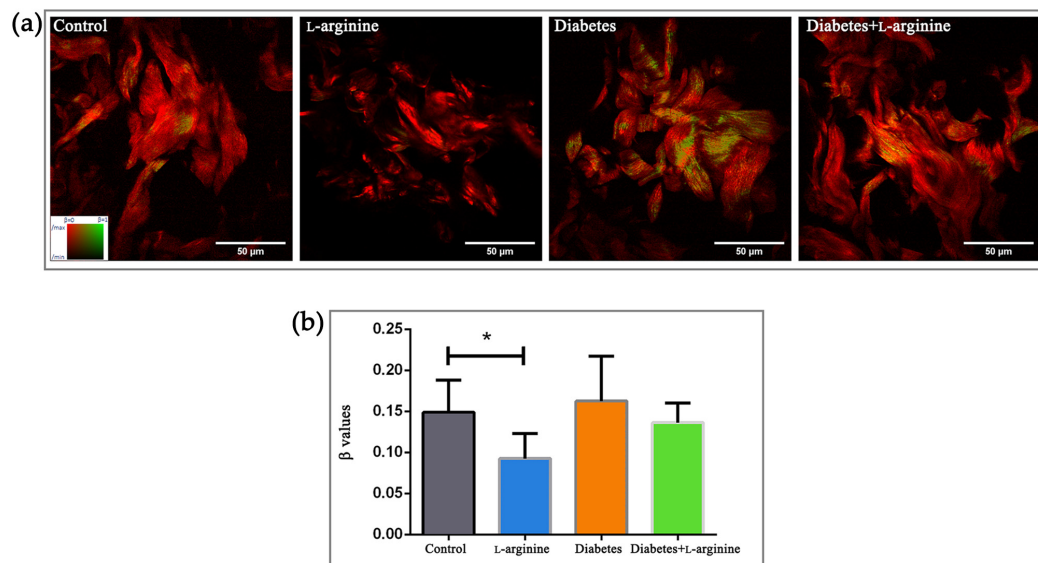 (a)
Control
L-arginine
Diabetes
Diabetes+L-arginine
β=0 β=1
/max
/min
50 µm
50 µm
50 µm
50 µm
(b)
0.25
0.20
0.15
0.10
0.05
0.00
β values
*
Control
L-arginine
Diabetes
Diabetes+L-arginine